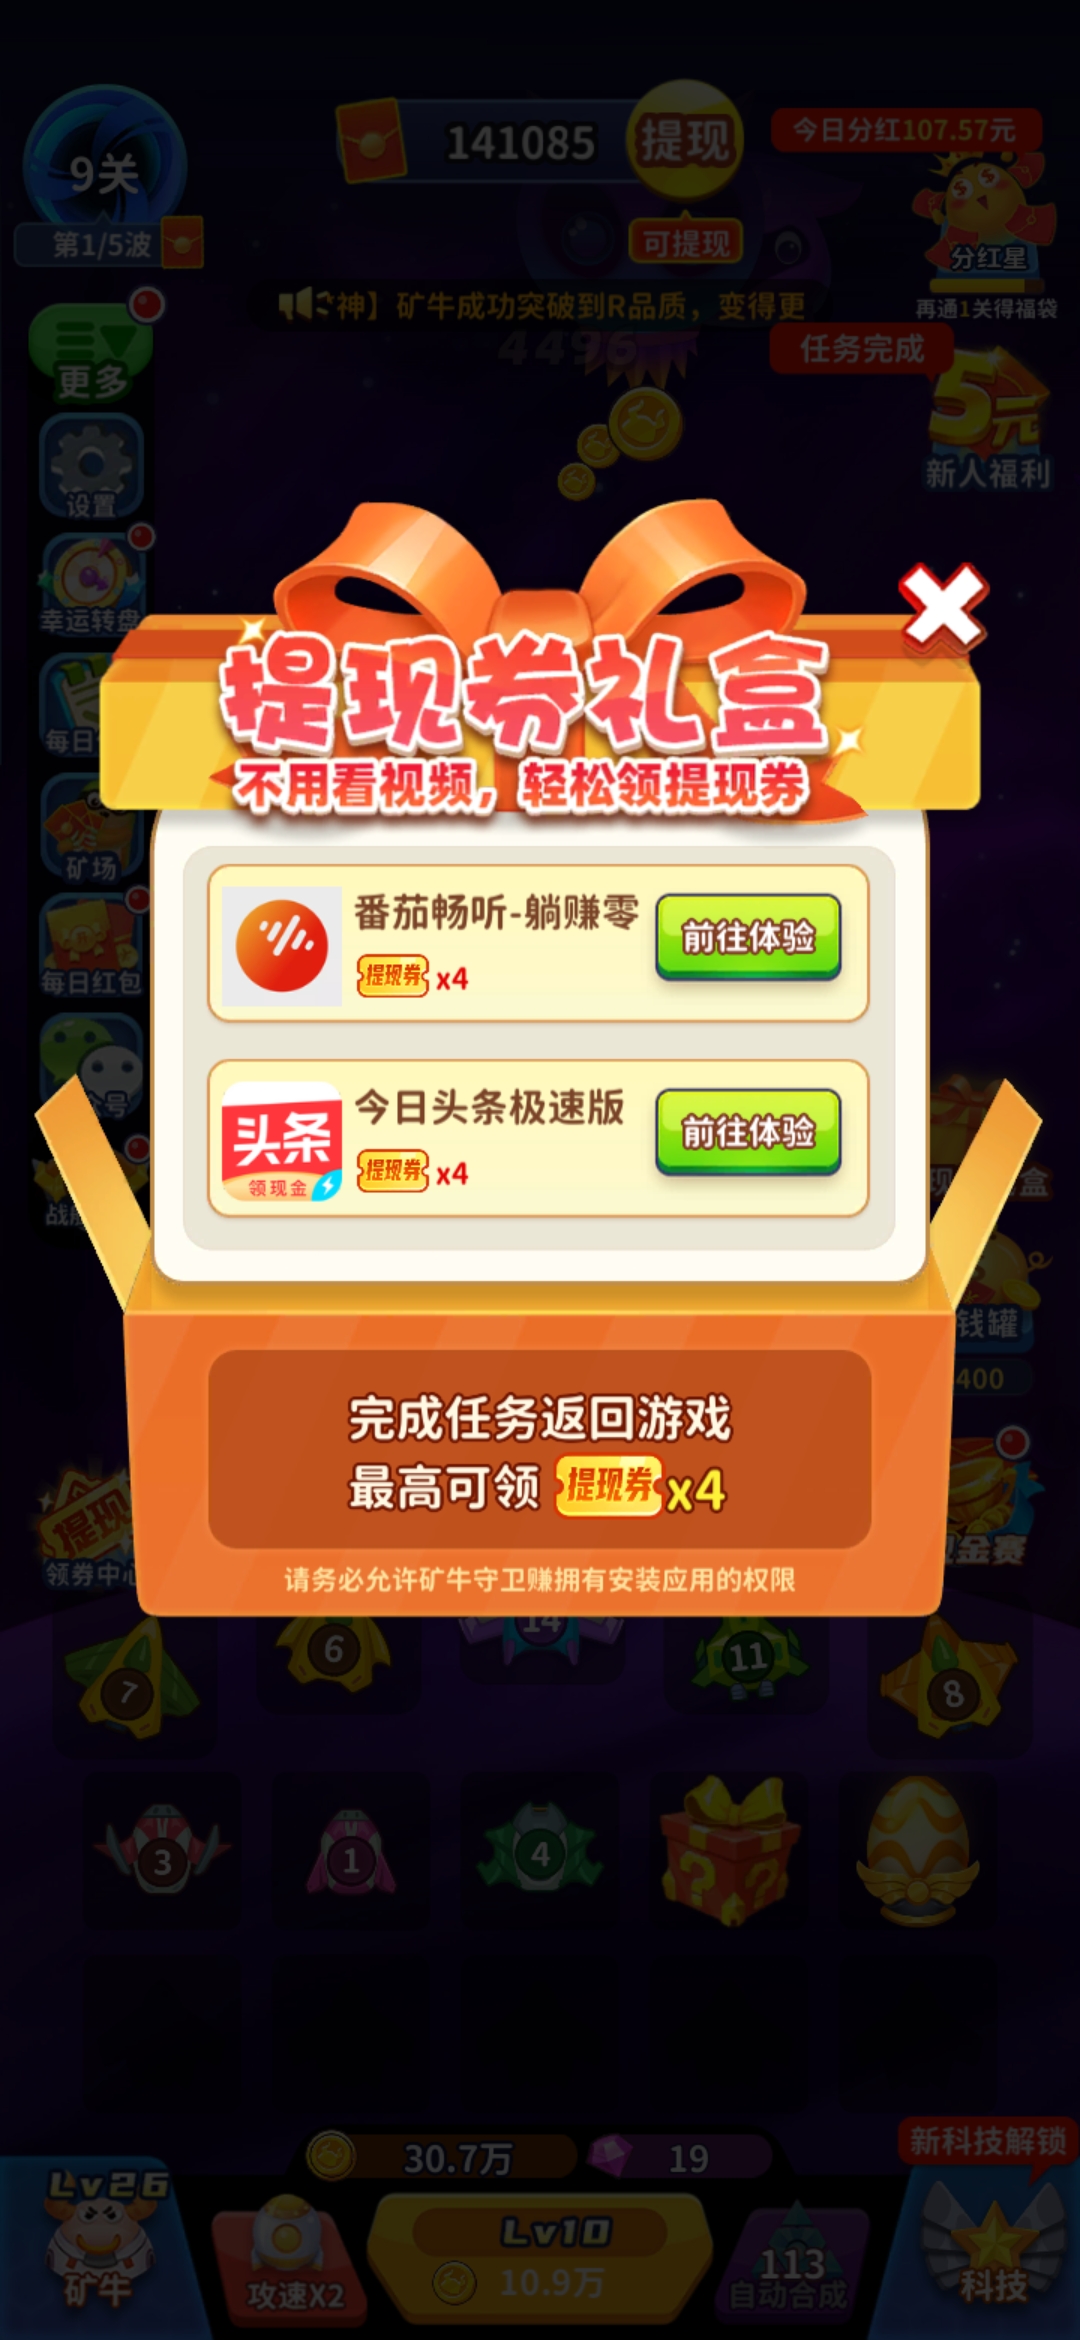 9关
第1/5波
141085
提现
可提现
今日分红107.57元
分红星
再通1关得福袋
神】矿牛成功突破到R品质，变得更
4496
任务完成
5元
新人福利
更多
设置
幸运转盘
每日
矿场
每日红包
号
提现券礼盒
不用看视频，轻松领提现券
番茄畅听-躺赚零
提现券 x4
前往体验
头条
领现金
今日头条极速版
提现券 x4
前往体验
盒
钱罐
400
完成任务返回游戏
最高可领 提现券 x4
请务必允许矿牛守卫赚拥有安装应用的权限
提现
领券中心
金赛
7
6
14
11
8
3
1
4
? ?
30.7万
19
新科技解锁
Lv26
矿牛
攻速X2
Lv10
10.9万
113
自动合成
科技